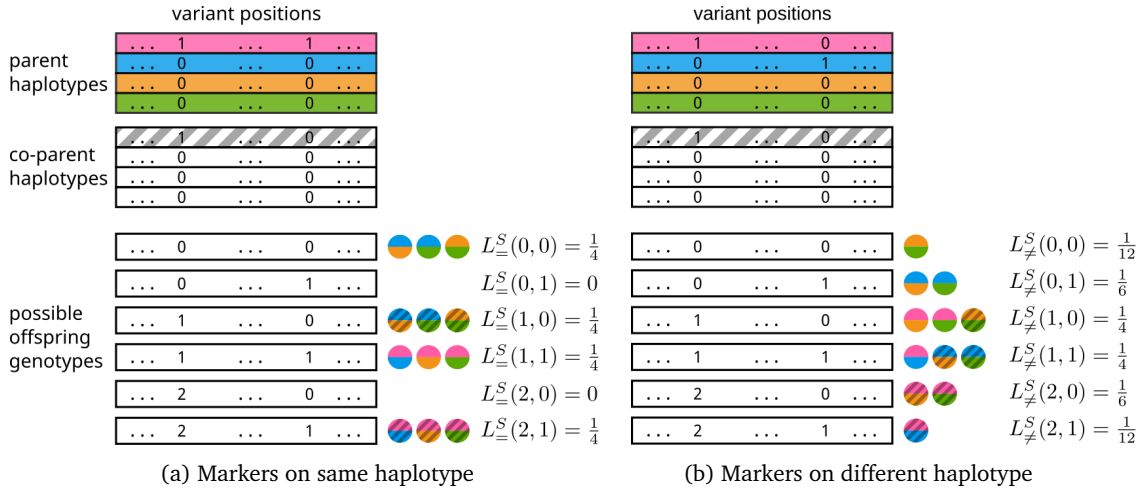 variant positions
parent
haplotypes
... 1 ... 1 ...
... 0 ... 0 ...
... 0 ... 0 ...
... 0 ... 0 ...
co-parent
haplotypes
... 1 ... 0 ...
... 0 ... 0 ...
... 0 ... 0 ...
... 0 ... 0 ...
possible
offspring
genotypes
... 0 ... 0 ... L^S_=(0, 0) = 1/4
... 0 ... 1 ... L^S_=(0, 1) = 0
... 1 ... 0 ... L^S_=(1, 0) = 1/4
... 1 ... 1 ... L^S_=(1, 1) = 1/4
... 2 ... 0 ... L^S_=(2, 0) = 0
... 2 ... 1 ... L^S_=(2, 1) = 1/4
(a) Markers on same haplotype
variant positions
... 1 ... 0 ...
... 0 ... 1 ...
... 0 ... 0 ...
... 0 ... 0 ...
... 1 ... 0 ...
... 0 ... 0 ...
... 0 ... 0 ...
... 0 ... 0 ...
... 0 ... 0 ... L^S_≠(0, 0) = 1/12
... 0 ... 1 ... L^S_≠(0, 1) = 1/6
... 1 ... 0 ... L^S_≠(1, 0) = 1/4
... 1 ... 1 ... L^S_≠(1, 1) = 1/4
... 2 ... 0 ... L^S_≠(2, 0) = 1/6
... 2 ... 1 ... L^S_≠(2, 1) = 1/12
(b) Markers on different haplotype